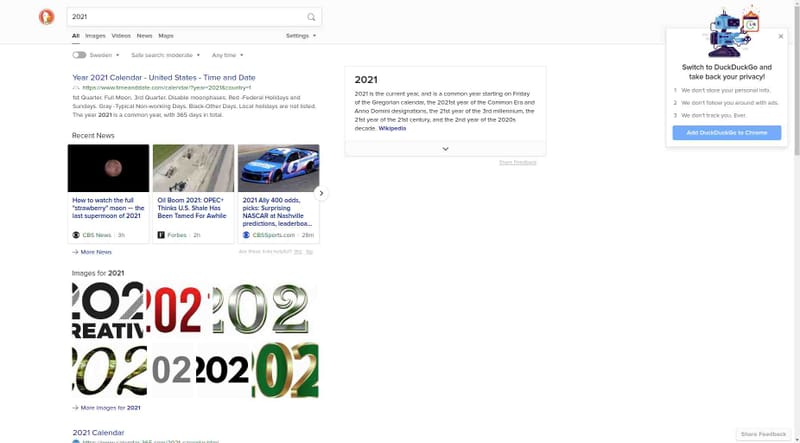 2021
All Images Videos News Maps Settings
Sweden Safe search: moderate Any time
Year 2021 Calendar - United States - Time and Date
https://www.timeanddate.com/calendar/?year=2021&country=1
1st Quarter. Full Moon. 3rd Quarter. Disable moonphases. Red -Federal Holidays and
Sundays. Gray -Typical Non-working Days. Black-Other Days. Local holidays are not listed.
The year 2021 is a common year, with 365 days in total.
Recent News
How to watch the full
"strawberry" moon — the
last supermoon of 2021
CBS News 3h
Oil Boom 2021: OPEC+
Thinks U.S. Shale Has
Been Tamed For Awhile
Forbes 2h
2021 Ally 400 odds,
picks: Surprising
NASCAR at Nashville
predictions, leaderboa...
CBSSports.com 28m
More News
Are these links helpful? Yes No
Images for 2021
202
CREATIV
202
202
202
02
202
02
More Images for 2021
2021 Calendar
2021
2021 is the current year, and is a common year starting on Friday
of the Gregorian calendar, the 2021st year of the Common Era and
Anno Domini designations, the 21st year of the 3rd millennium, the
21st year of the 21st century, and the 2nd year of the 2020s
decade. Wikipedia
Share Feedback
Switch to DuckDuckGo and
take back your privacy!
1 We don't store your personal info.
2 We don't follow you around with ads.
3 We don't track you. Ever.
Add DuckDuckGo to Chrome
Share Feedback